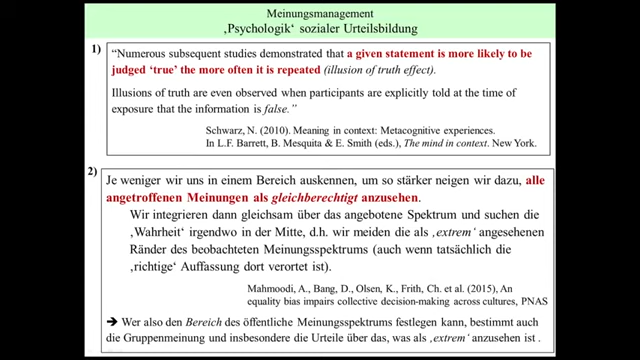 Meinungsmanagement
‚Psychologik‘ sozialer Urteilsbildung
1)
“Numerous subsequent studies demonstrated that a given statement is more likely to be
judged ‘true’ the more often it is repeated (illusion of truth effect).
Illusions of truth are even observed when participants are explicitly told at the time of
exposure that the information is false.”
Schwarz, N. (2010). Meaning in context: Metacognitive experiences.
In L.F. Barrett, B. Mesquita & E. Smith (eds.), The mind in context. New York.
2)
Je weniger wir uns in einem Bereich auskennen, um so stärker neigen wir dazu, alle
angetroffenen Meinungen als gleichberechtigt anzusehen.
Wir integrieren dann gleichsam über das angebotene Spektrum und suchen die
‚Wahrheit‘ irgendwo in der Mitte, d.h. wir meiden die als ‚extrem‘ angesehenen
Ränder des beobachteten Meinungsspektrums (auch wenn tatsächlich die
‚richtige‘ Auffassung dort verortet ist).
Mahmoodi, A., Bang, D., Olsen, K., Frith, Ch. et al. (2015), An
equality bias impairs collective decision-making across cultures, PNAS
➔ Wer also den Bereich des öffentliche Meinungsspektrums festlegen kann, bestimmt auch
die Gruppenmeinung und insbesondere die Urteile über das, was als ‚extrem‘ anzusehen ist .